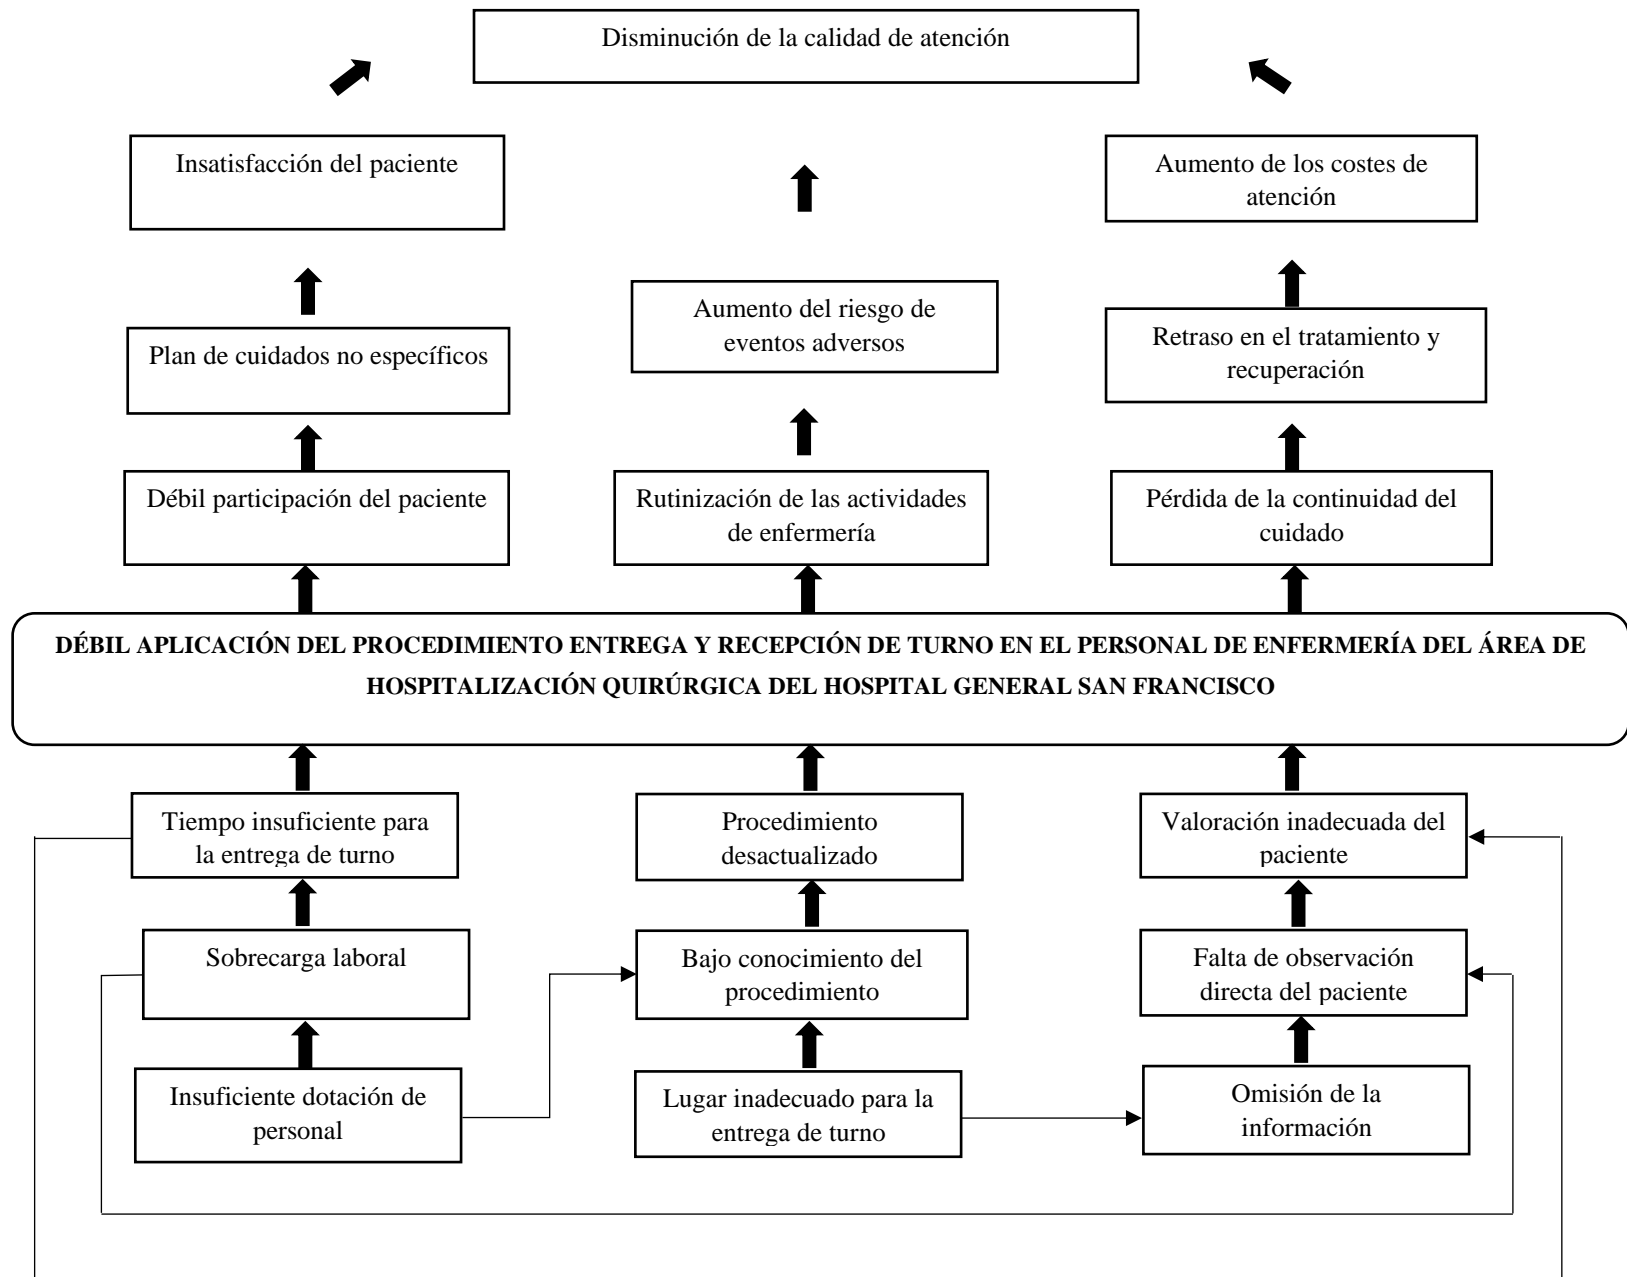 Disminución de la calidad de atención
Insatisfacción del paciente
Aumento de los costes de
atención
Aumento del riesgo de
eventos adversos
Plan de cuidados no específicos
Retraso en el tratamiento y
recuperación
Débil participación del paciente
Rutinización de las actividades
de enfermería
Pérdida de la continuidad del
cuidado
DÉBIL APLICACIÓN DEL PROCEDIMIENTO ENTREGA Y RECEPCIÓN DE TURNO EN EL PERSONAL DE ENFERMERÍA DEL ÁREA DE
HOSPITALIZACIÓN QUIRÚRGICA DEL HOSPITAL GENERAL SAN FRANCISCO
Tiempo insuficiente para
la entrega de turno
Procedimiento
desactualizado
Valoración inadecuada del
paciente
Sobrecarga laboral
Bajo conocimiento del
procedimiento
Falta de observación
directa del paciente
Insuficiente dotación de
personal
Lugar inadecuado para la
entrega de turno
Omisión de la
información